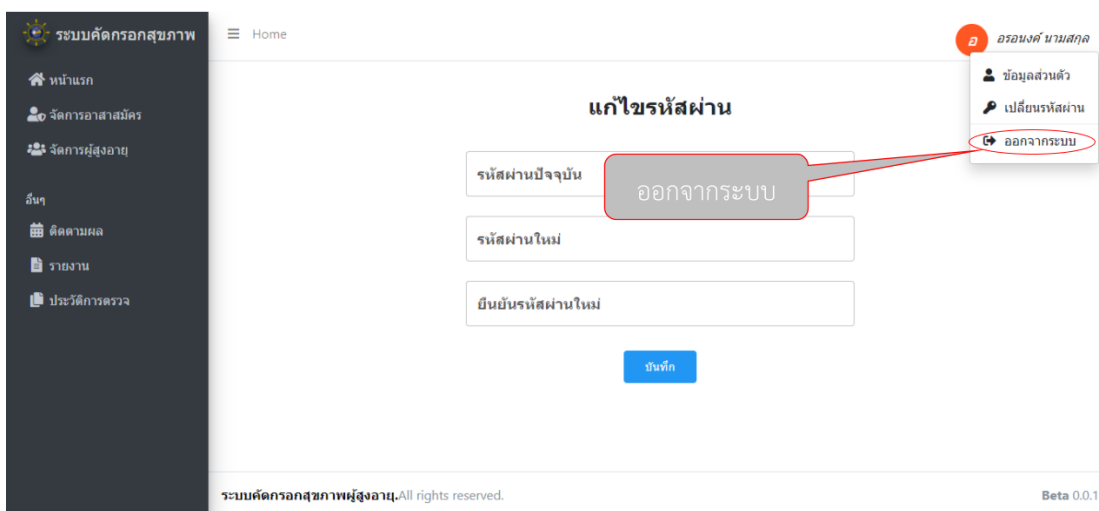 ระบบคัดกรอกสุขภาพ
Home
อ
อรอนงค์ นามสกุล
หน้าแรก
จัดการอาสาสมัคร
จัดการผู้สูงอายุ
อื่นๆ
ติดตามผล
รายงาน
ประวัติการตรวจ
ข้อมูลส่วนตัว
เปลี่ยนรหัสผ่าน
ออกจากระบบ
แก้ไขรหัสผ่าน
รหัสผ่านปัจจุบัน
ออกจากระบบ
รหัสผ่านใหม่
ยืนยันรหัสผ่านใหม่
บันทึก
ระบบคัดกรอกสุขภาพผู้สูงอายุ.All rights reserved.
Beta 0.0.1